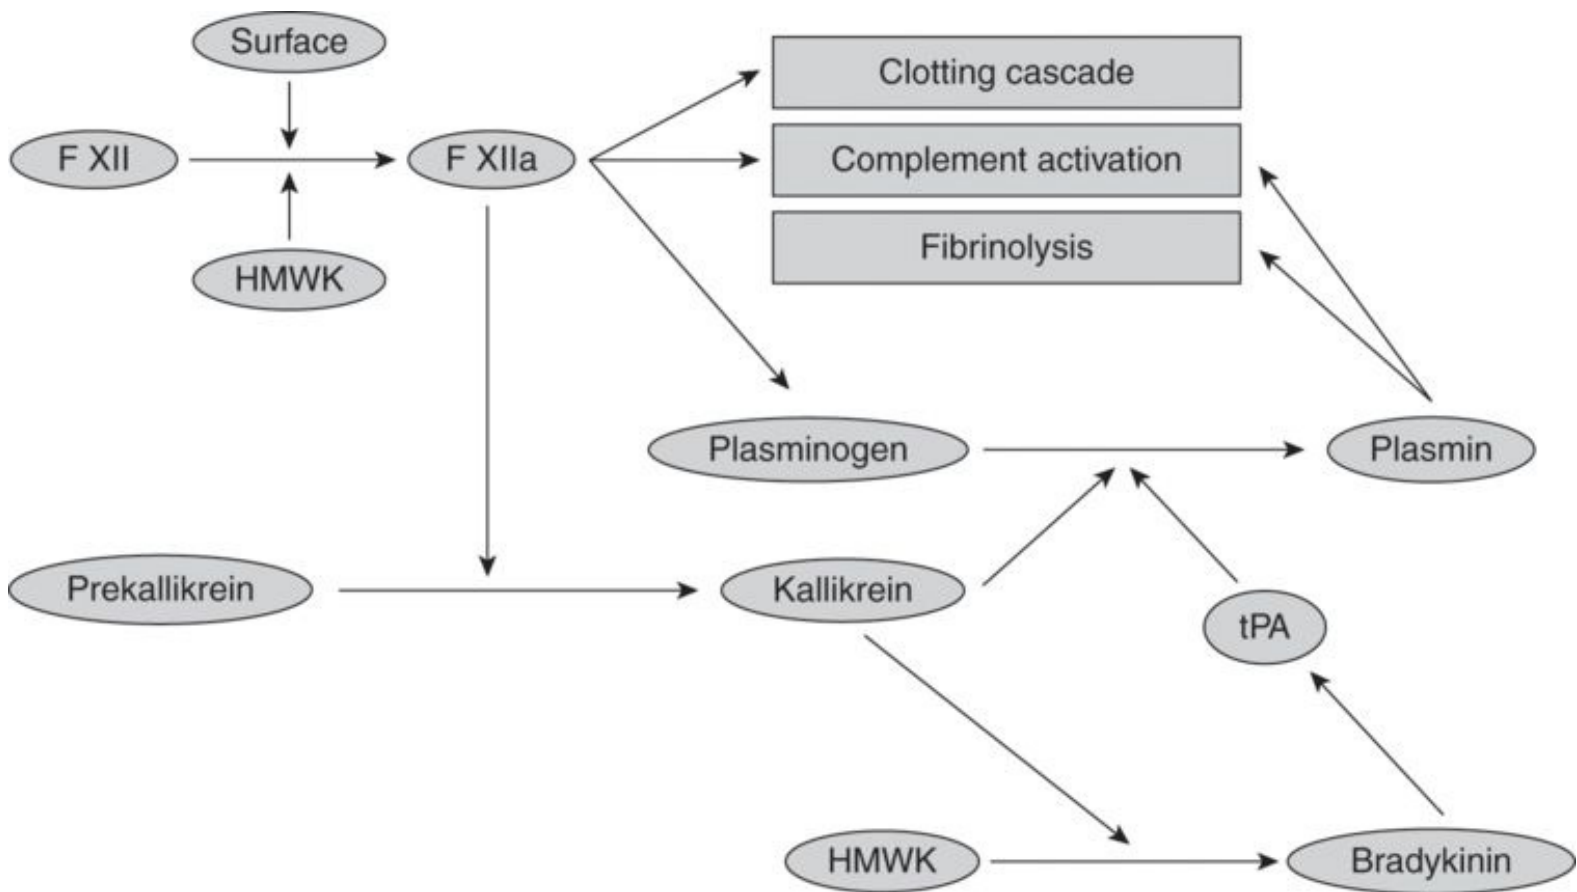 Surface
Clotting cascade
F XII
F XIIa
Complement activation
Fibrinolysis
HMWK
Plasminogen
Plasmin
Prekallikrein
Kallikrein
tPA
HMWK
Bradykinin